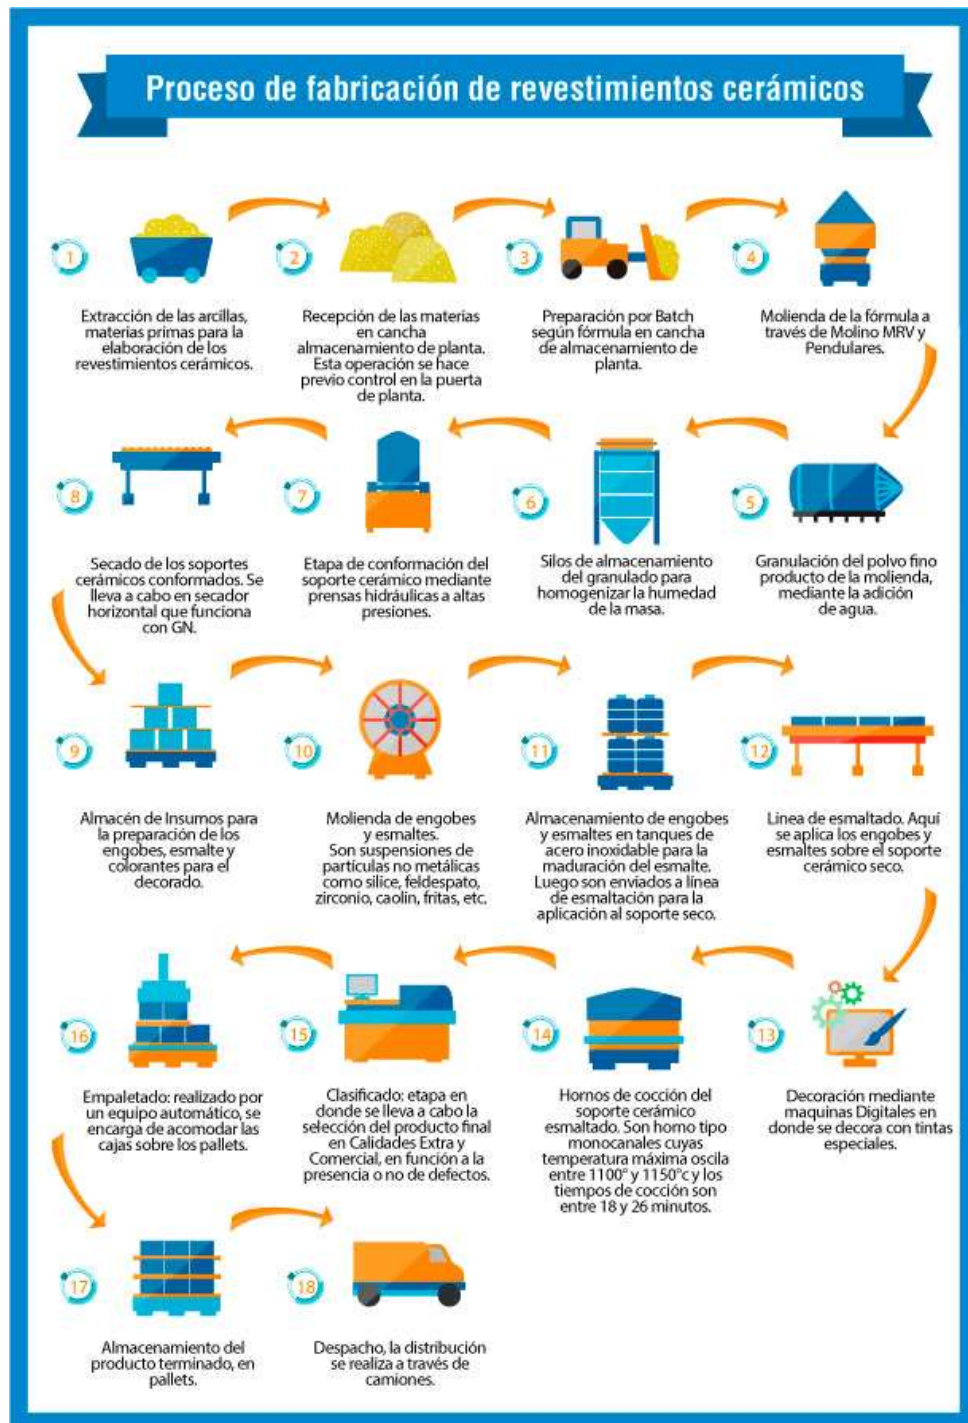 Proceso de fabricación de revestimientos cerámicos
1
Extracción de las arcillas,
materias primas para la
elaboración de los
revestimientos cerámicos.
2
Recepción de las materías
en cancha
almacenamiento de planta.
Esta operación se hace
previo control en la puerta
de planta.
3
Preparación por Batch
según fórmula en cancha
de almacenamiento de
planta.
4
Molienda de la fórmula a
través de Molino MRV y
Pendulares.
5
Granulación del polvo fino
producto de la molienda,
mediante la adición
de agua.
6
Silos de almacenamiento
del granulado para
homogenizar la humedad
de la masa.
7
Etapa de conformación del
soporte cerámico mediante
prensas hidráulicas a altas
presiones.
8
Secado de los soportes
cerámicos conformados. Se
lleva a cabo en secador
horizontal que funciona
con GN.
9
Almacén de Insumos para
la preparación de los
engobes, esmalte y
colorantes para el
decorado.
10
Molienda de engobes
y esmaltes.
Son suspensiones de
partículas no metálicas
como silice, feldespato,
zirconio, caolin, fritas, etc.
11
Almacenamiento de engobes
y esmaltes en tanques de
acero inoxidable para la
maduración del esmalte.
Luego son enviados a línea
de esmaltación para la
aplicación al soporte seco.
12
Linea de esmaltado. Aquí
se aplica los engobes y
esmaltes sobre el soporte
cerámico seco.
13
Decoración mediante
maquinas Digitales en
donde se decora con tintas
especiales.
14
Hornos de cocción del
soporte cerámico
esmaltado. Son horno tipo
monocanales cuyas
temperatura máxima oscila
entre 1100° y 1150°c y los
tiempos de cocción son
entre 18 y 26 minutos.
15
Clasificado: etapa en
donde se lleva a cabo la
selección del producto final
en Calidades Extra y
Comercial, en función a la
presencia o no de defectos.
16
Empaletado: realizado por
un equipo automático, se
encarga de acomodar las
cajas sobre los pallets.
17
Almacenamiento del
producto terminado, en
pallets.
18
Despacho, la distribución
se realiza a través de
camiones.